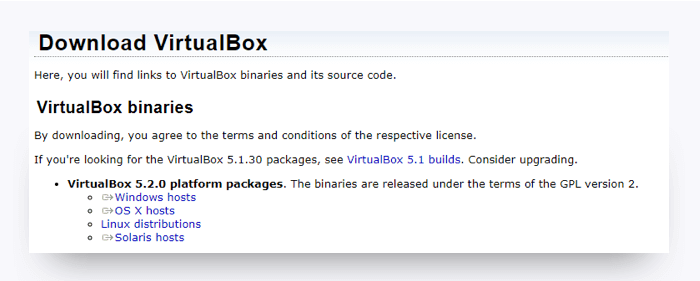 Download VirtualBox
Here, you will find links to VirtualBox binaries and its source code.
VirtualBox binaries
By downloading, you agree to the terms and conditions of the respective license.
If you're looking for the VirtualBox 5.1.30 packages, see VirtualBox 5.1 builds. Consider upgrading.
VirtualBox 5.2.0 platform packages. The binaries are released under the terms of the GPL version 2.
Windows hosts
OS X hosts
Linux distributions
Solaris hosts